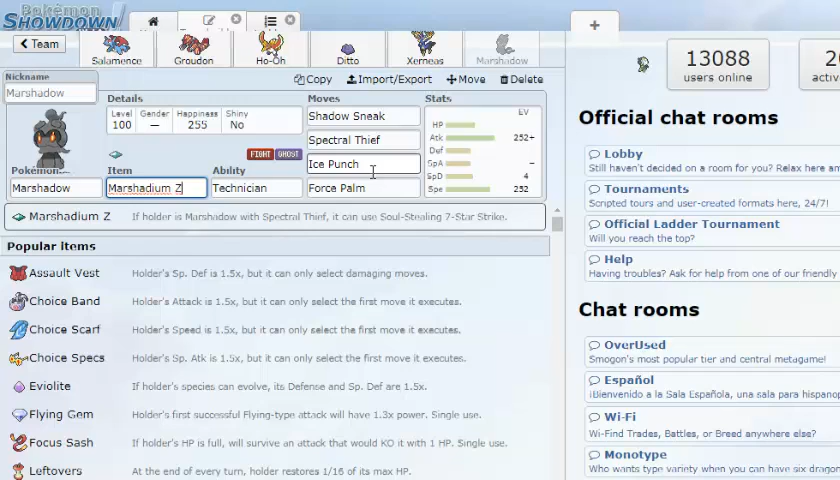 Pokémon
SHOWDOWN!
< Team
Salamence
Groudon
Ho-Oh
Ditto
Xerneas
Marshadow
Nickname
Marshadow
Copy
Import/Export
Move
Delete
Details
Level
100
Gender
—
Happiness
255
Shiny
No
FIGHT
GHOST
Pokémon
Marshadow
Item
Marshadium Z
Ability
Technician
Moves
Shadow Sneak
Spectral Thief
Ice Punch
Force Palm
Stats
EV
HP
Atk 252+
Def
SpA –
SpD 4
Spe 252
Marshadium Z If holder is Marshadow with Spectral Thief, it can use Soul-Stealing 7-Star Strike.
Popular items
Assault Vest Holder's Sp. Def is 1.5x, but it can only select damaging moves.
Choice Band Holder's Attack is 1.5x, but it can only select the first move it executes.
Choice Scarf Holder's Speed is 1.5x, but it can only select the first move it executes.
Choice Specs Holder's Sp. Atk is 1.5x, but it can only select the first move it executes.
Eviolite If holder's species can evolve, its Defense and Sp. Def are 1.5x.
Flying Gem Holder's first successful Flying-type attack will have 1.3x power. Single use.
Focus Sash If holder's HP is full, will survive an attack that would KO it with 1 HP. Single use.
Leftovers At the end of every turn, holder restores 1/16 of its max HP.
+
13088
users online
2
activ
Official chat rooms
Lobby
Still haven't decided on a room for you? Relax here am
Tournaments
Scripted tours and user-created formats here, 24/7!
Official Ladder Tournament
Will you reach the top?
Help
Having troubles? Ask for help from one of our friendly
Chat rooms
OverUsed
Smogon's most popular tier and central metagame!
Español
¡Bienvenido a la Sala Española, una sala para hispanop
Wi-Fi
Wi-Find Trades, Battles, or Breed anywhere else?
Monotype
Who wants type variety when you can have six dragon